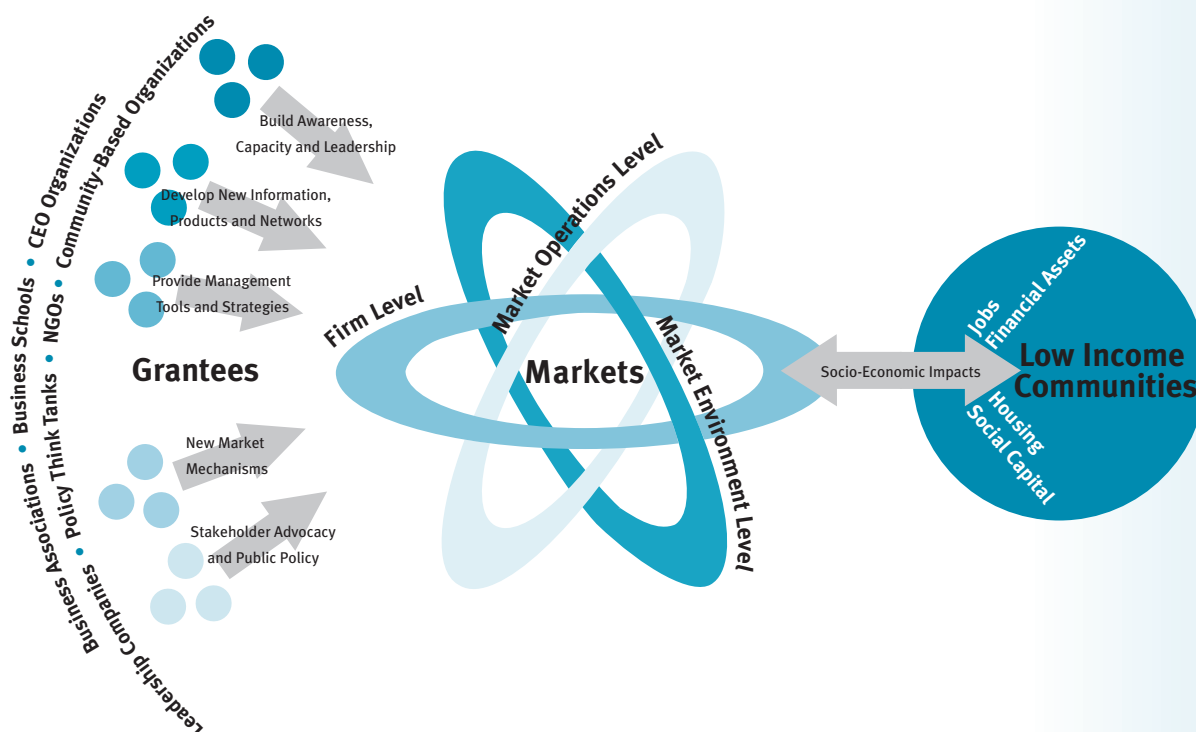 Business Associations • Business Schools • CEO Organizations
Leadership Companies • Policy Think Tanks • NGOs • Community-Based Organizations
Build Awareness,
Capacity and Leadership
Develop New Information,
Products and Networks
Provide Management
Tools and Strategies
Grantees
New Market
Mechanisms
Stakeholder Advocacy
and Public Policy
Firm Level
Market Operations Level
Market Environment Level
Markets
Socio-Economic Impacts
Jobs
Financial Assets
Low Income
Communities
Housing
Social Capital